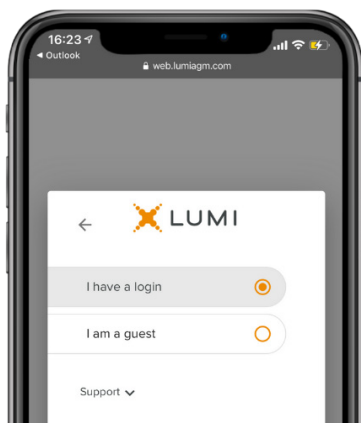 16:23
Outlook
web.lumiagm.com
LUMI
I have a login
I am a guest
Support